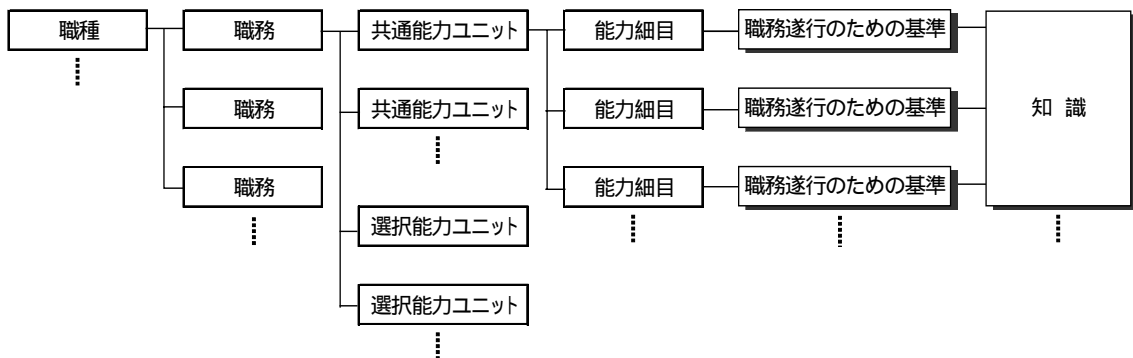 職種
職務
共通能力ユニット
能力細目
職務遂行のための基準
職務
共通能力ユニット
能力細目
職務遂行のための基準
知 識
職務
能力細目
職務遂行のための基準
選択能力ユニット
選択能力ユニット